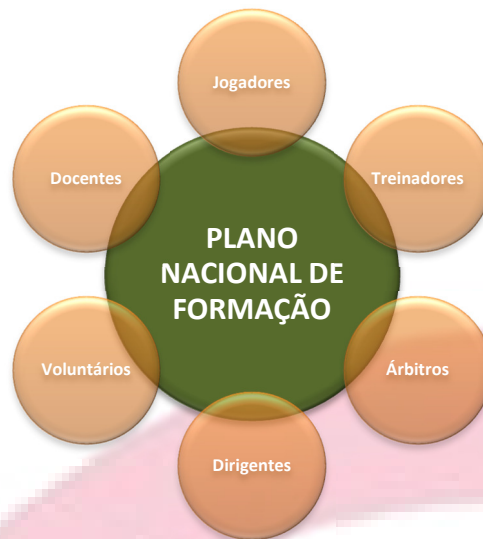 Jogadores
Docentes
Treinadores
PLANO
NACIONAL DE
FORMAÇÃO
Voluntários
Árbitros
Dirigentes